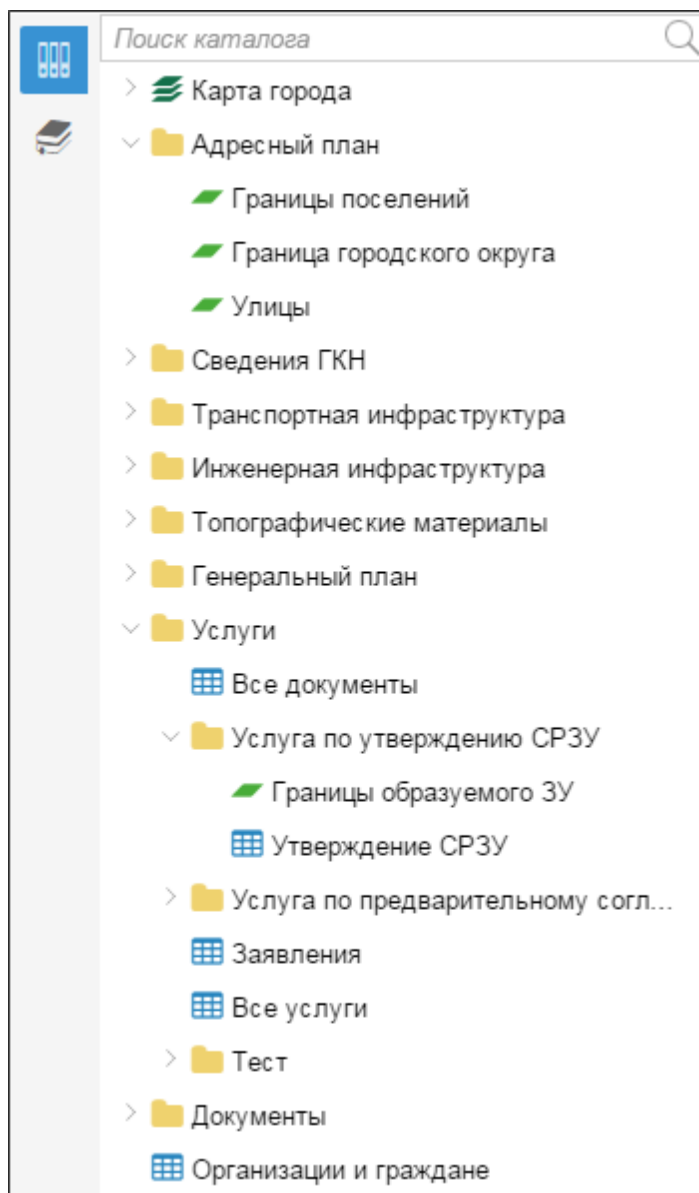 Поиск каталога
Карта города
Адресный план
Границы поселений
Граница городского округа
Улицы
Сведения ГКН
Транспортная инфраструктура
Инженерная инфраструктура
Топографические материалы
Генеральный план
Услуги
Все документы
Услуга по утверждению СРЗУ
Границы образуемого ЗУ
Утверждение СРЗУ
Услуга по предварительному согл...
Заявления
Все услуги
Тест
Документы
Организации и граждане